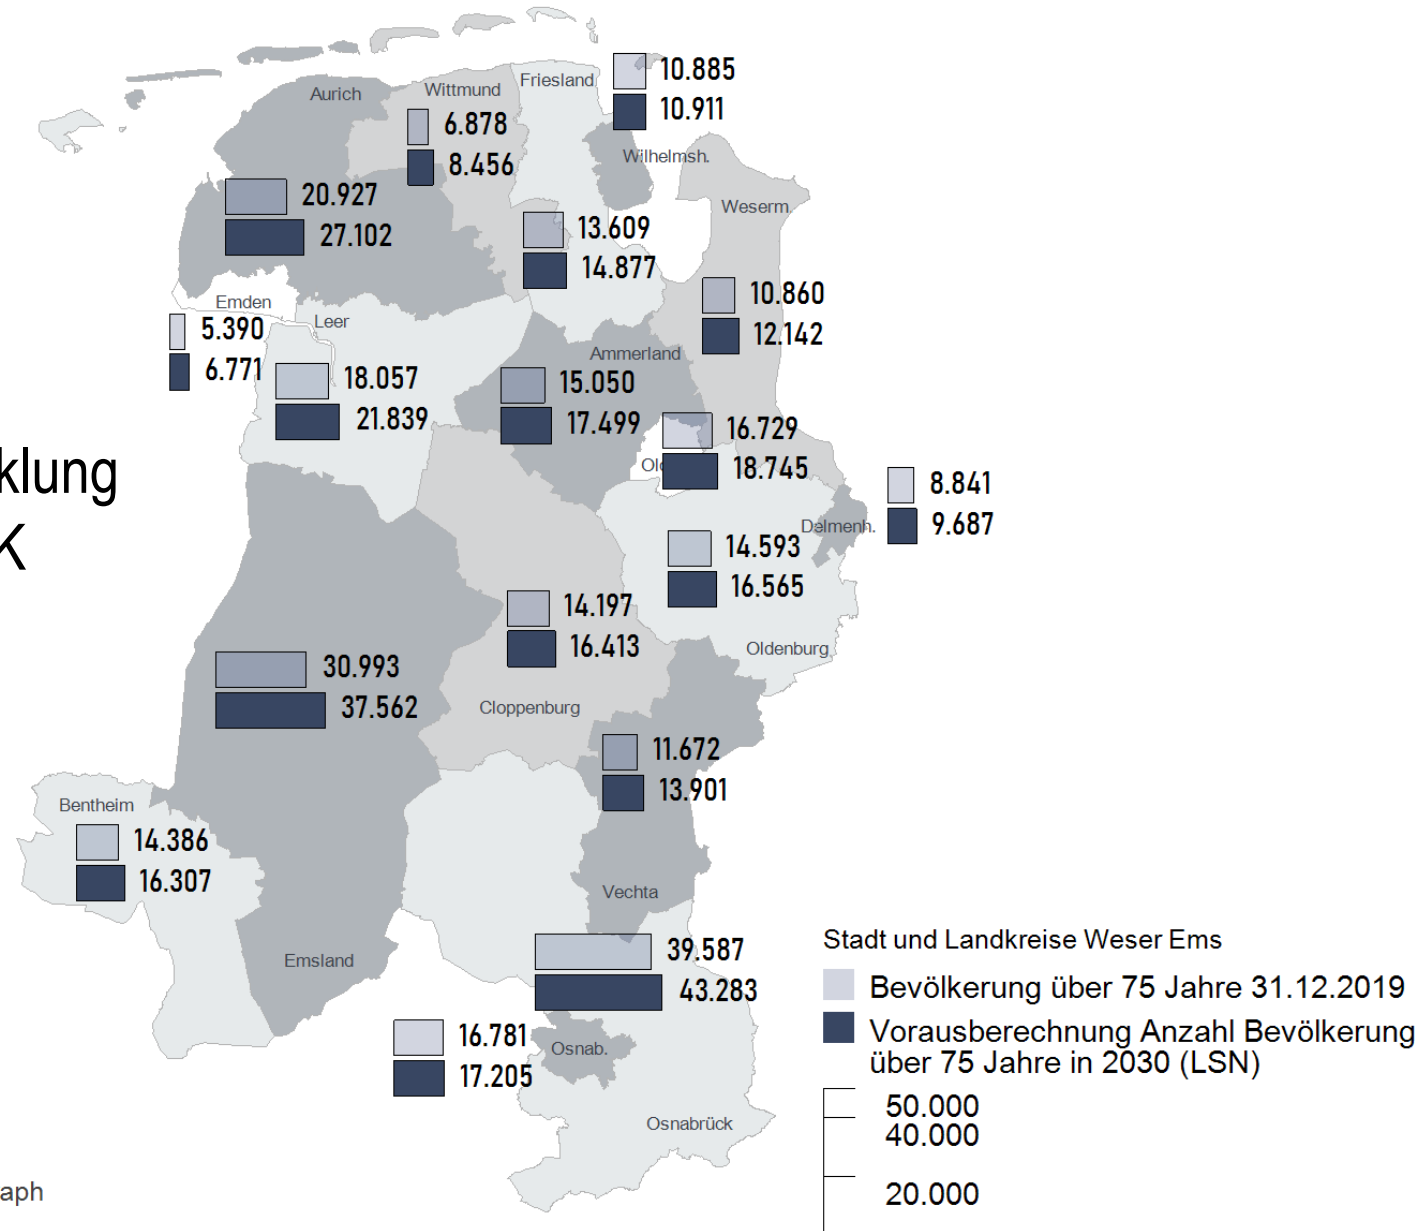 Friesland
10.885
10.911
Aurich
Wittmund
6.878
8.456
Wilhelmsh.
20.927
27.102
Weserm.
13.609
14.877
Emden
5.390
6.771
Leer
18.057
21.839
10.860
12.142
Ammerland
15.050
17.499
16.729
18.745
Old
klung
K
8.841
9.687
Delmenh.
14.593
16.565
14.197
16.413
Oldenburg
30.993
37.562
Cloppenburg
11.672
13.901
Bentheim
14.386
16.307
Vechta
Emsland
39.587
43.283
16.781
17.205
Osnab.
Osnabrück
Stadt und Landkreise Weser Ems
Bevölkerung über 75 Jahre 31.12.2019
Vorausberechnung Anzahl Bevölkerung
über 75 Jahre in 2030 (LSN)
50.000
40.000
20.000
aph